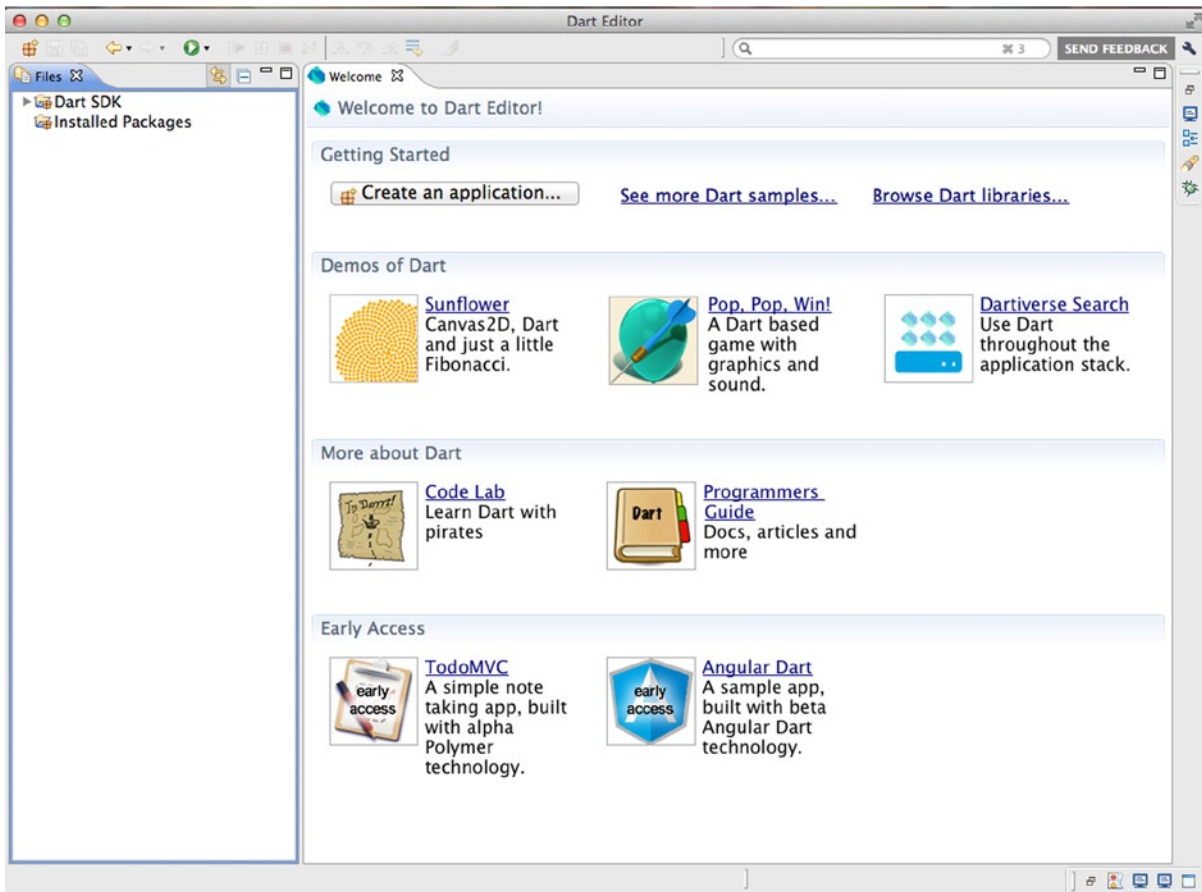 Dart Editor
⌘ 3
SEND FEEDBACK
Files
Welcome
Dart SDK
Installed Packages
Welcome to Dart Editor!
Getting Started
Create an application...
See more Dart samples...
Browse Dart libraries...
Demos of Dart
Sunflower
Canvas2D, Dart
and just a little
Fibonacci.
Pop, Pop, Win!
A Dart based
game with
graphics and
sound.
Dartiverse Search
Use Dart
throughout the
application stack.
More about Dart
Try Darrrt!
Code Lab
Learn Dart with
pirates
Dart
Programmers
Guide
Docs, articles and
more
Early Access
early
access
TodoMVC
A simple note
taking app, built
with alpha
Polymer
technology.
early
access
Angular Dart
A sample app,
built with beta
Angular Dart
technology.